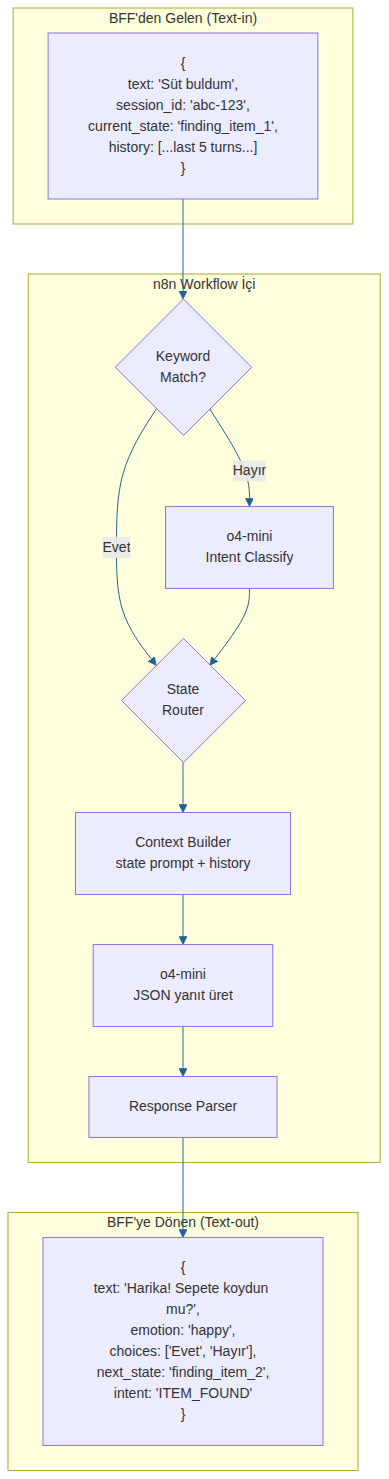 BFF'den Gelen (Text-in)
{
text: 'Süt buldum',
session_id: 'abc-123',
current_state: 'finding_item_1',
history: [...last 5 turns...]
}
n8n Workflow İçi
Keyword
Match?
Hayır
o4-mini
Intent Classify
Evet
State
Router
Context Builder
state prompt + history
o4-mini
JSON yanıt üret
Response Parser
BFF'ye Dönen (Text-out)
{
text: 'Harika! Sepete koydun
mu?',
emotion: 'happy',
choices: ['Evet', 'Hayır'],
next_state: 'finding_item_2',
intent: 'ITEM_FOUND'
}